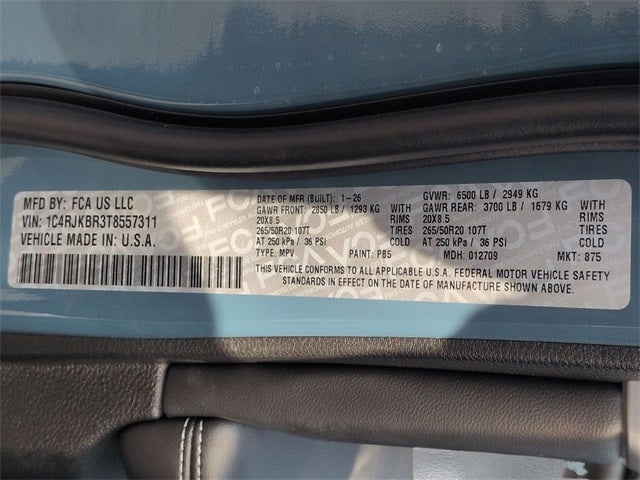 MFD BY: FCA US LLC
VIN: 1C4RJKBR3T8557311
VEHICLE MADE IN: U.S.A.
DATE OF MFR (BUILT): 1-26 GVWR: 6500 LB / 2949 KG
GAWR FRONT: 2850 LB / 1293 KG WITH GAWR REAR: 3700 LB / 1679 KG WITH
20X8.5 RIMS 20X8.5 RIMS
265/50R20 107T TIRES 265/50R20 107T TIRES
AT 250 kPa / 36 PSI COLD AT 250 kPa / 36 PSI COLD
TYPE: MPV PAINT: PB5 MDH: 012709 MKT: 875
THIS VEHICLE CONFORMS TO ALL APPLICABLE U.S.A. FEDERAL MOTOR VEHICLE SAFETY
STANDARDS IN EFFECT ON THE DATE OF MANUFACTURE SHOWN ABOVE.